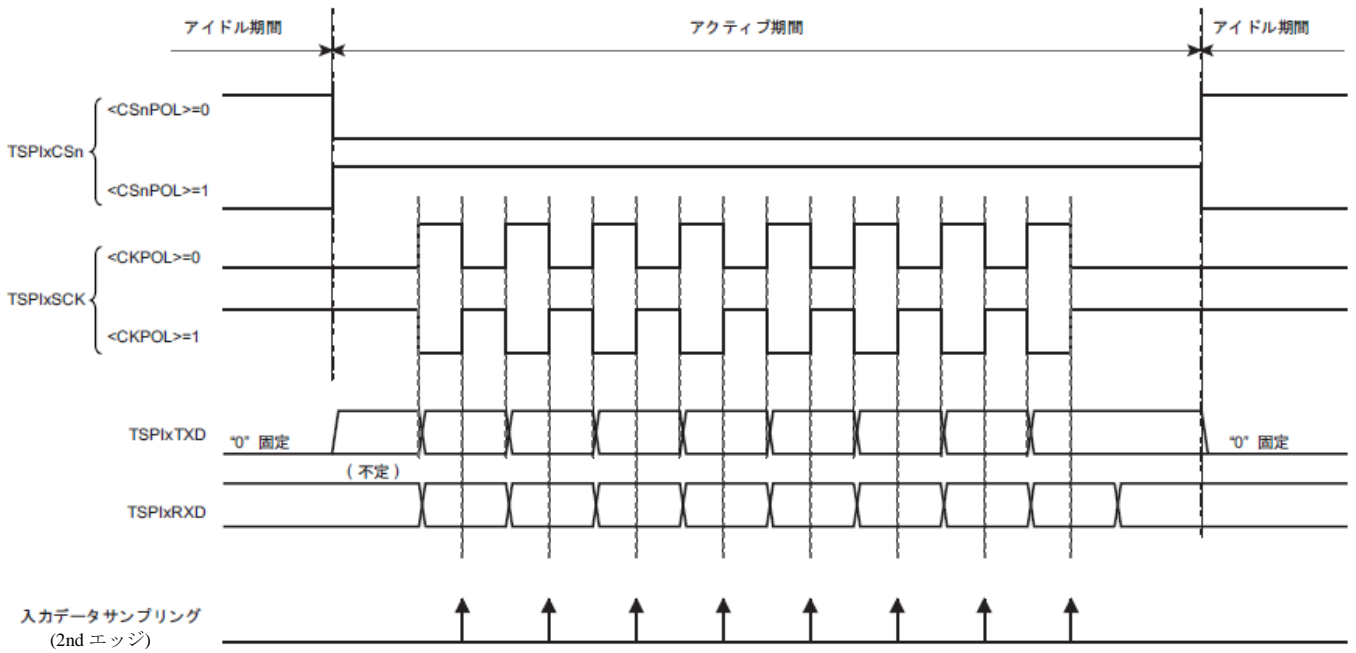 アイドル期間
アクティブ期間
アイドル期間
<CSnPOL>=0
TSPIxCSn
<CSnPOL>=1
<CKPOL>=0
TSPIxSCK
<CKPOL>=1
TSPIxTXD
“0” 固定
“0” 固定
( 不定 )
TSPIxRXD
入力データサンプリング
(2nd エッジ)